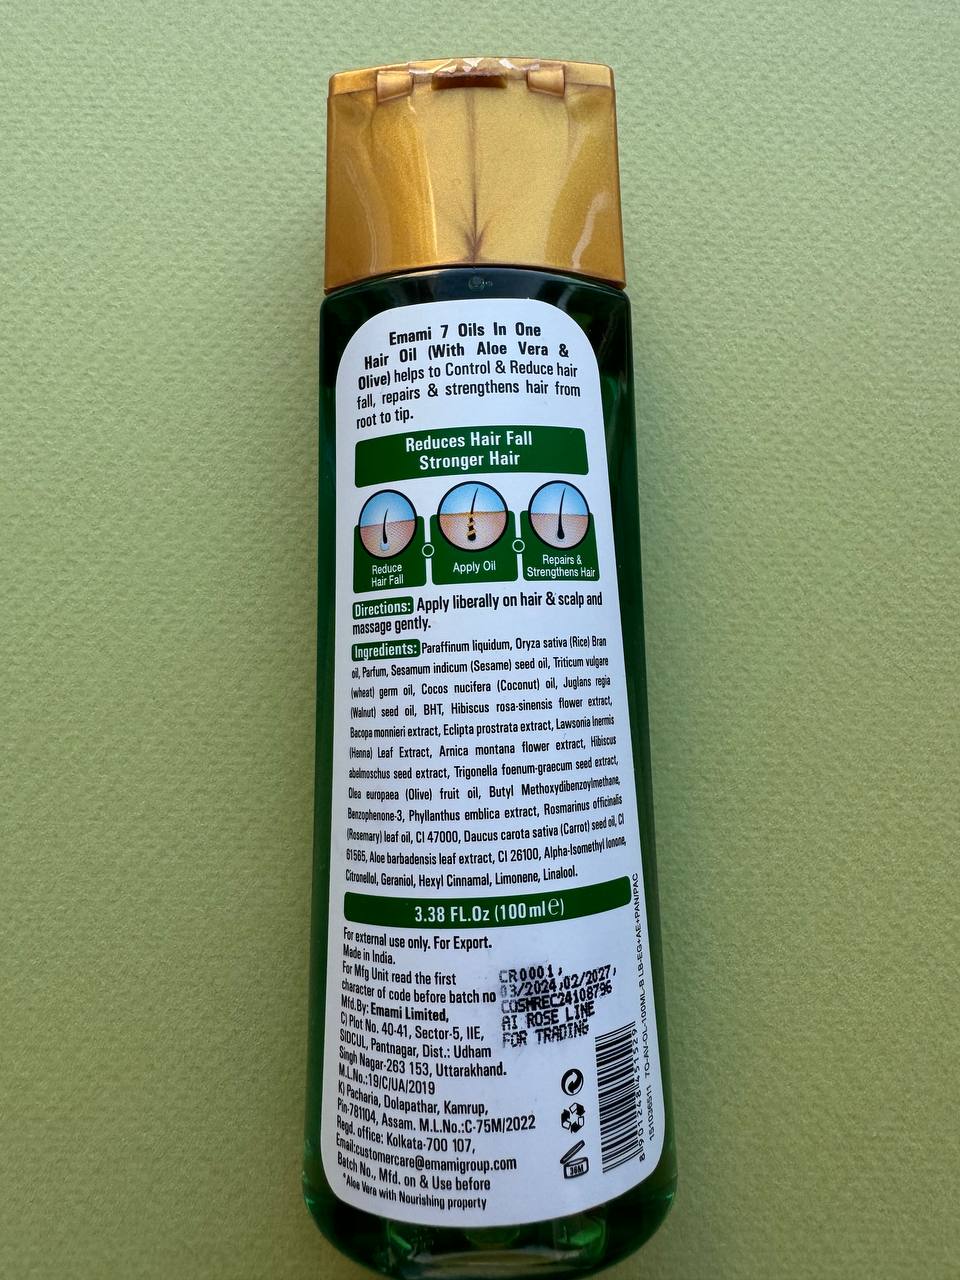 Emami 7 Oils In One
Hair Oil (With Aloe Vera &
Olive) helps to Control & Reduce hair
fall, repairs & strengthens hair from
root to tip.
Reduces Hair Fall
Stronger Hair
Reduce
Hair Fall
Apply Oil
Repairs &
Strengthens Hair
Directions: Apply liberally on hair & scalp and
massage gently.
Ingredients: Paraffinum liquidum, Oryza sativa (Rice) Bran
oil, Parfum, Sesamum indicum (Sesame) seed oil, Triticum vulgare
(wheat) germ oil, Cocos nucifera (Coconut) oil, Juglans regia
(Walnut) seed oil, BHT, Hibiscus rosa-sinensis flower extract,
Bacopa monnieri extract, Eclipta prostrata extract, Lawsonia Inermis
(Henna) Leaf Extract, Arnica montana flower extract, Hibiscus
abelmoschus seed extract, Trigonella foenum-graecum seed extract,
Olea europaea (Olive) fruit oil, Butyl Methoxydibenzoylmethane,
Benzophenone-3, Phyllanthus emblica extract, Rosmarinus officinalis
(Rosemary) leaf oil, CI 47000, Daucus carota sativa (Carrot) seed oil, CI
61565, Aloe barbadensis leaf extract, CI 26100, Alpha-Isomethyl Ionone,
Citronellol, Geraniol, Hexyl Cinnamal, Limonene, Linalool.
3.38 FL.Oz (100 ml e)
For external use only. For Export.
Made in India.
For Mfg Unit read the first
character of code before batch no
Mfd.By: Emami Limited,
C) Plot No. 40-41, Sector-5, IIE,
SIDCUL, Pantnagar, Dist.: Udham
Singh Nagar-263 153, Uttarakhand.
M.L.No.:19/C/UA/2019
K) Pacharia, Dolapathar, Kamrup,
Pin-781104, Assam. M.L.No.:C-75M/2022
Regd. office: Kolkata-700 107,
Email:customercare@emamigroup.com
Batch No., Mfd. on & Use before
*Aloe Vera with Nourishing property
CR0001,
03/2024,02/2027,
COSMREC24108796
AI ROSE LINE
FOR TRADING
36M
151036511 7O-AV-OL-100ML-B LB-EG+AE+PAN/PAC